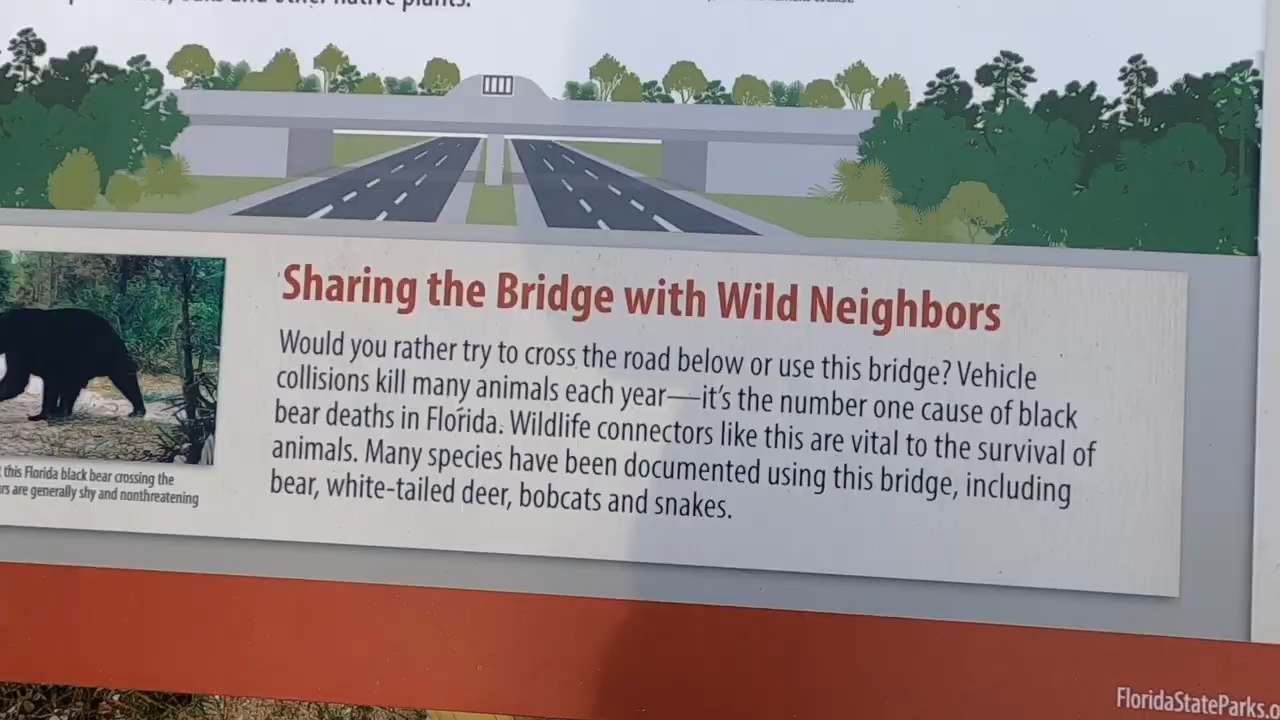 and other native plants.
Sharing the Bridge with Wild Neighbors
Would you rather try to cross the road below or use this bridge? Vehicle
collisions kill many animals each year—it's the number one cause of black
bear deaths in Florida. Wildlife connectors like this are vital to the survival of
animals. Many species have been documented using this bridge, including
bear, white-tailed deer, bobcats and snakes.
this Florida black bear crossing the
are generally shy and nonthreatening
FloridaStateParks.o